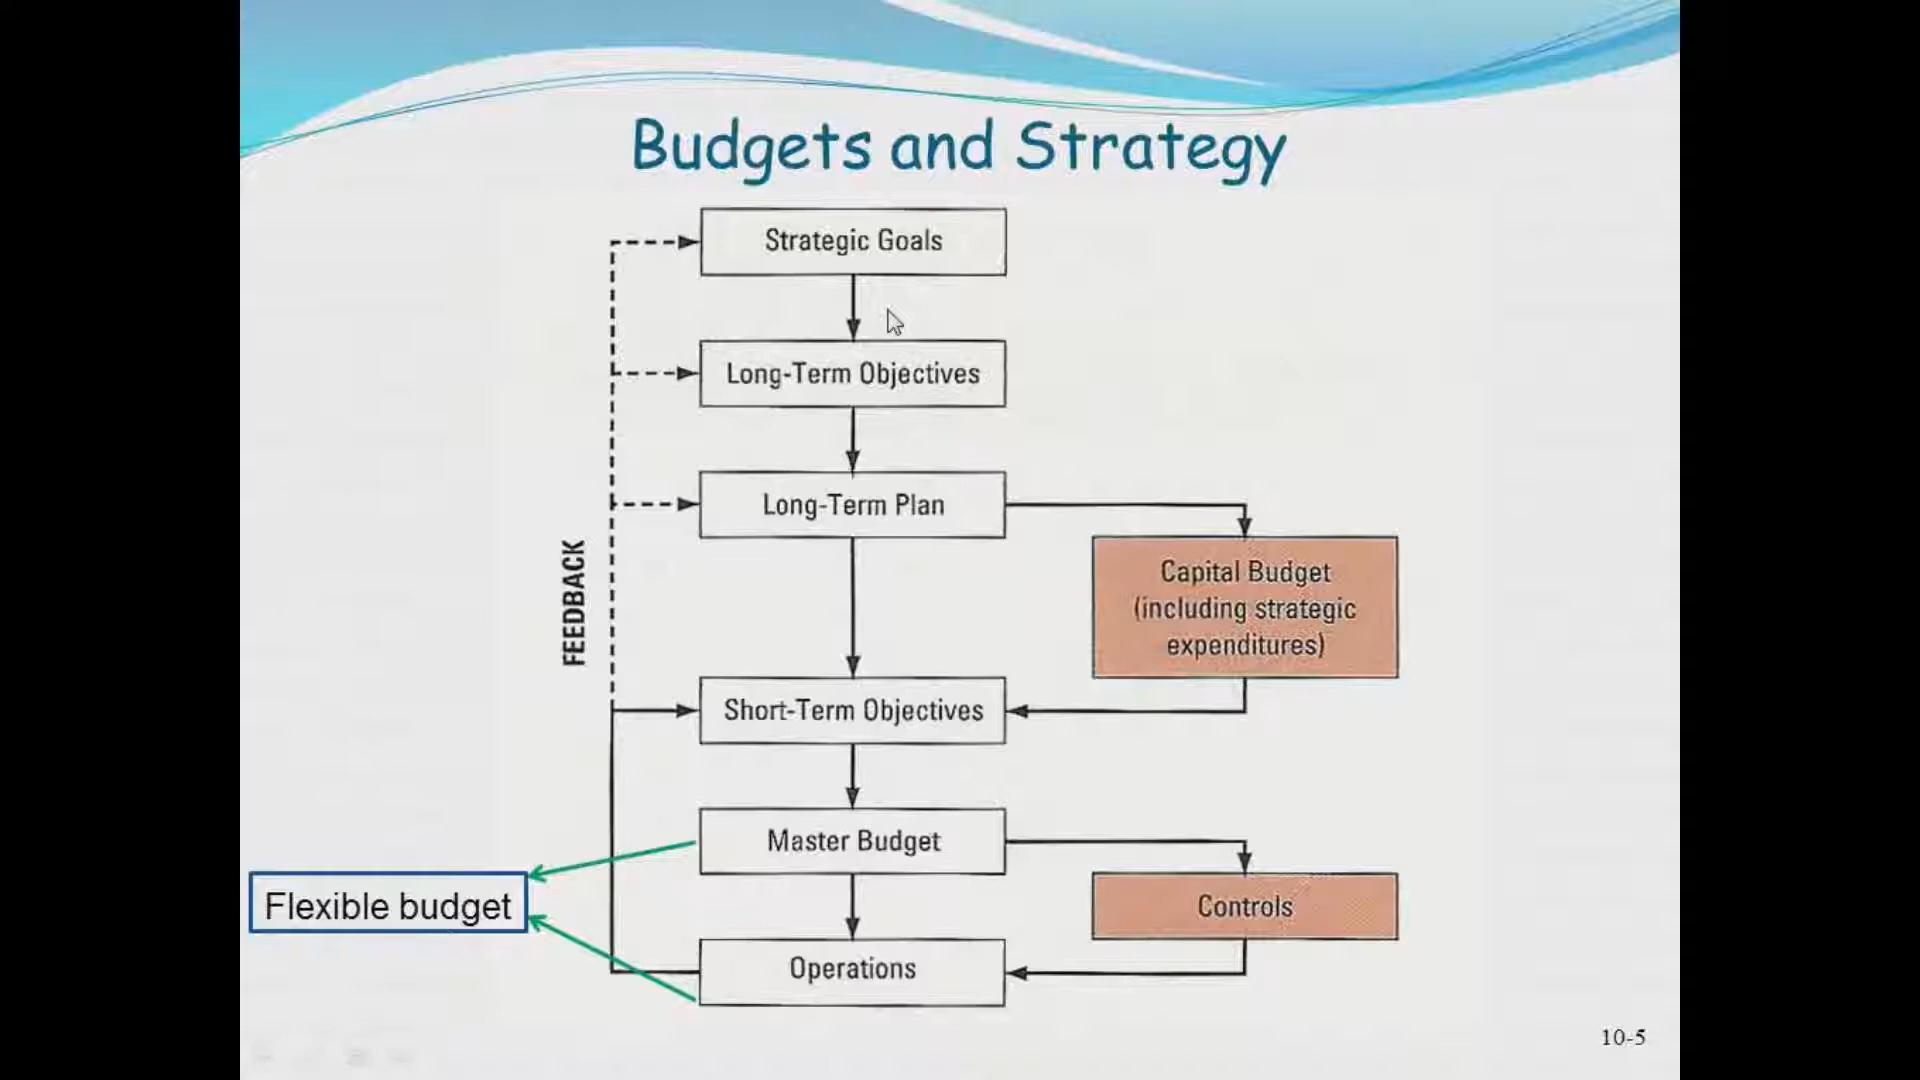 Budgets and Strategy
Strategic Goals
Long-Term Objectives
Long-Term Plan
Capital Budget
(including strategic
expenditures)
FEEDBACK
Short-Term Objectives
Master Budget
Flexible budget
Controls
Operations
10-5